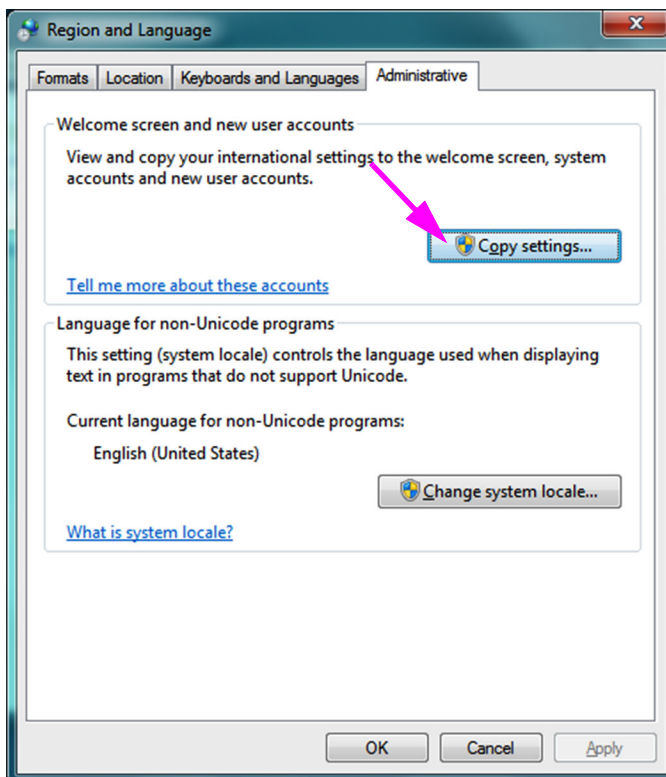 Region and Language
Formats Location Keyboards and Languages Administrative
Welcome screen and new user accounts
View and copy your international settings to the welcome screen, system
accounts and new user accounts.
Copy settings...
Tell me more about these accounts
Language for non-Unicode programs
This setting (system locale) controls the language used when displaying
text in programs that do not support Unicode.
Current language for non-Unicode programs:
English (United States)
Change system locale...
What is system locale?
OK Cancel Apply